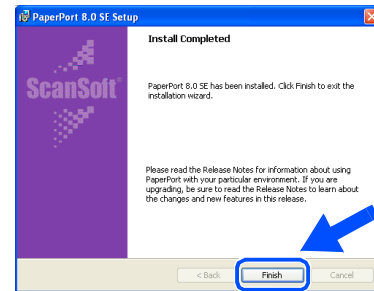 PaperPort 8.0 SE Setup
Install Completed
ScanSoft®
PaperPort 8.0 SE has been installed. Click Finish to exit the
installation wizard.
Please read the Release Notes for information about using
PaperPort with your particular environment. If you are
upgrading, be sure to read the Release Notes to learn about
the changes and new features in this release.
< Back
Finish
Cancel